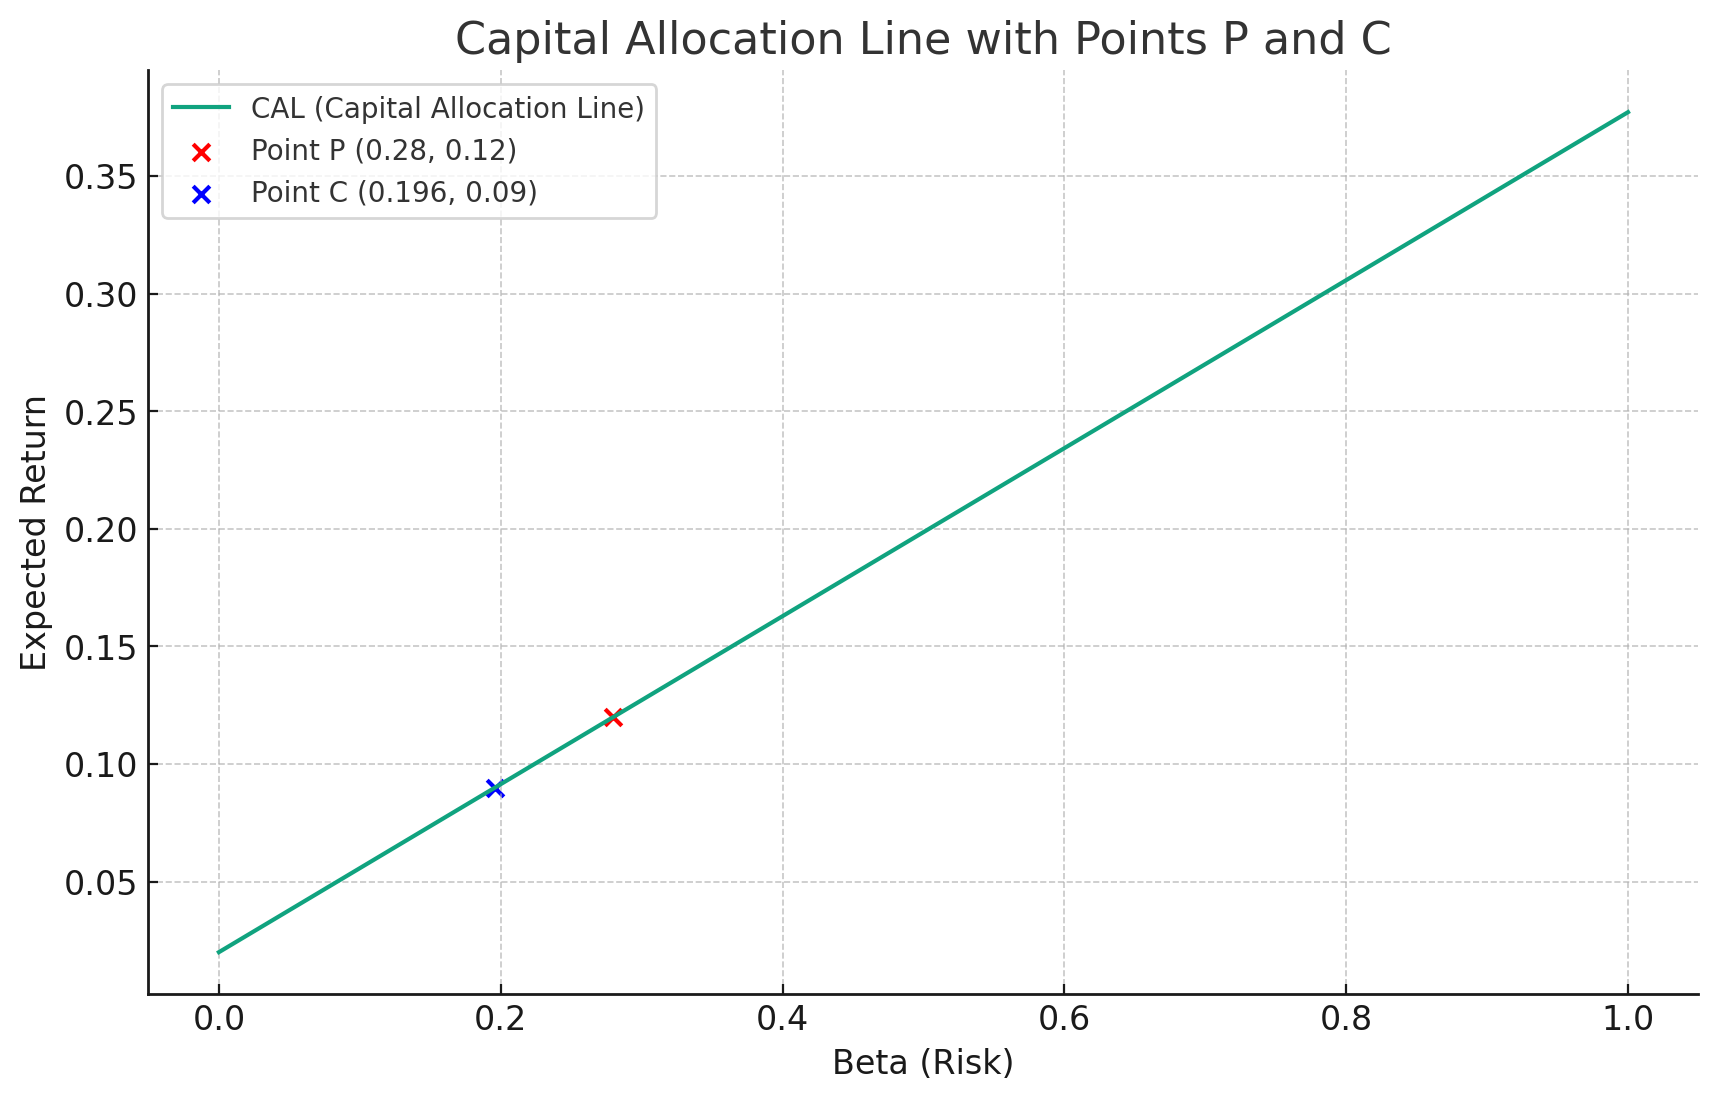 Capital Allocation Line with Points P and C
CAL (Capital Allocation Line)
Point P (0.28, 0.12)
Point C (0.196, 0.09)
Expected Return
0.35
0.30
0.25
0.20
0.15
0.10
0.05
0.0 0.2 0.4 0.6 0.8 1.0
Beta (Risk)